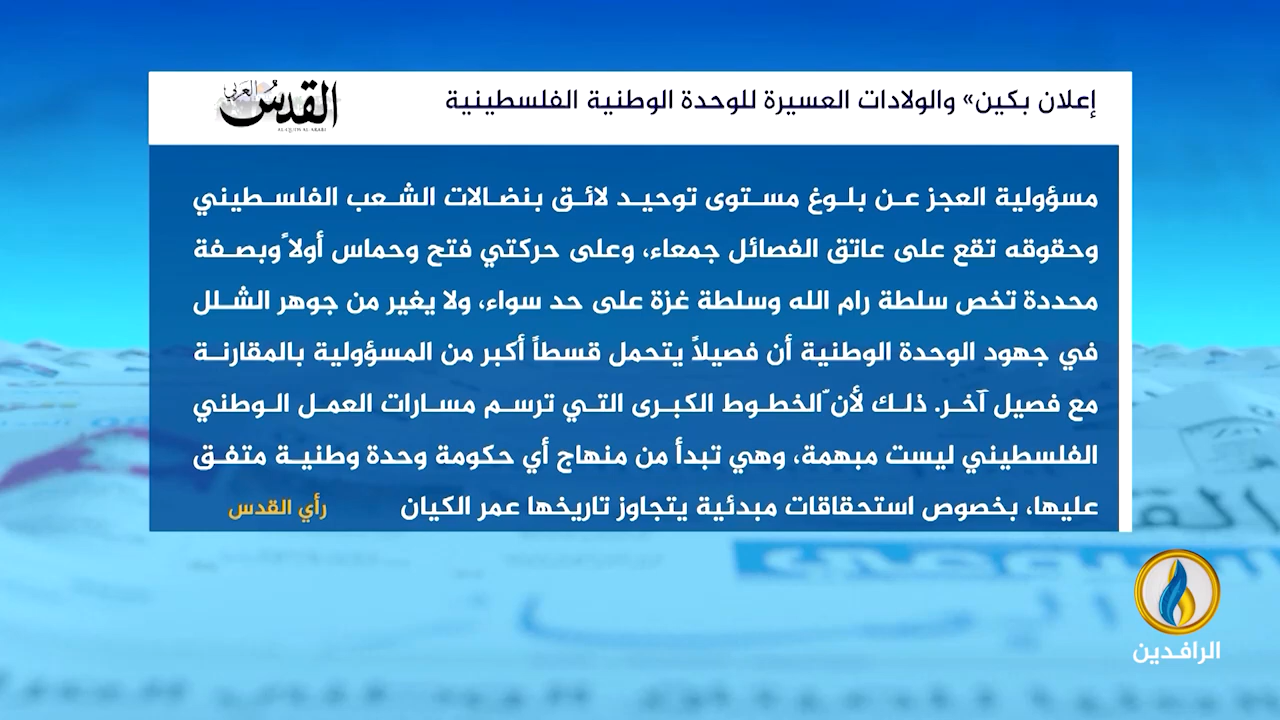 إعلان بكين» والولادات العسيرة للوحدة الوطنية الفلسطينية
القدس العربي
AL-QUDS AL-ARABI
مسؤولية العجز عن بلوغ مستوى توحيد لائق بنضالات الشعب الفلسطيني
وحقوقه تقع على عاتق الفصائل جمعاء، وعلى حركتي فتح وحماس أولاً وبصفة
محددة تخص سلطة رام الله وسلطة غزة على حد سواء، ولا يغير من جوهر الشلل
في جهود الوحدة الوطنية أن فصيلاً يتحمل قسطاً أكبر من المسؤولية بالمقارنة
مع فصيل آخر. ذلك لأنّ الخطوط الكبرى التي ترسم مسارات العمل الوطني
الفلسطيني ليست مبهمة، وهي تبدأ من منهاج أي حكومة وحدة وطنية متفق
عليها، بخصوص استحقاقات مبدئية يتجاوز تاريخها عمر الكيان
رأي القدس
الرافدين